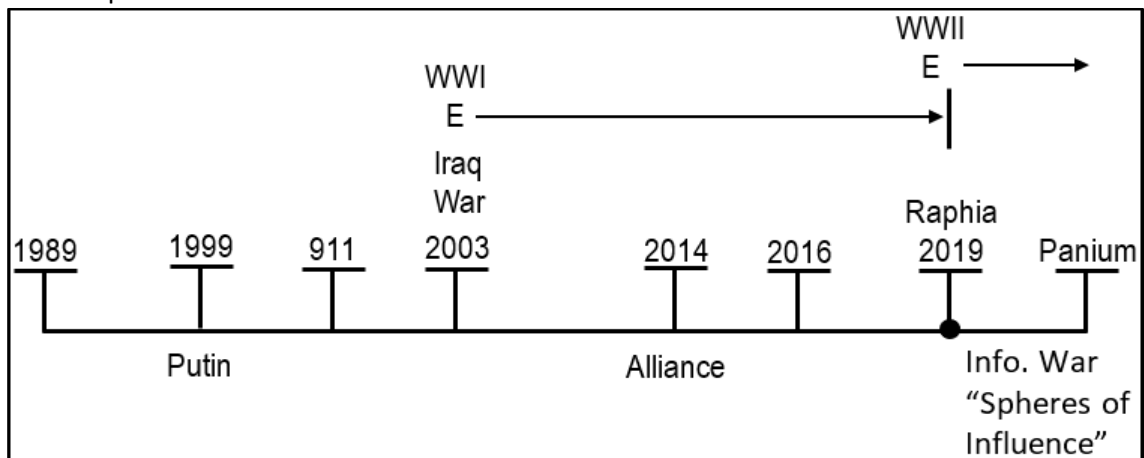 WWII
E
WWI
E
Iraq
War
Raphia
1989 1999 911 2003 2014 2016 2019 Panium
Putin
Alliance
Info. War
“Spheres of
Influence”